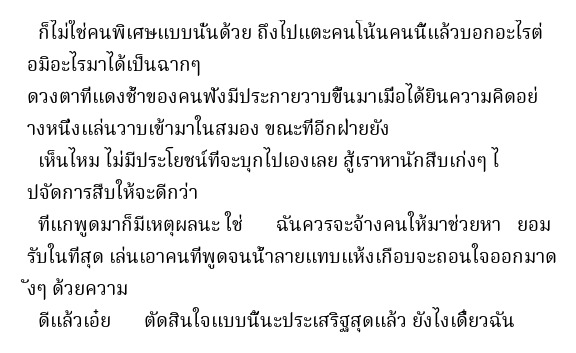 ก็ไม่ใช่คนพิเศษแบบนั้นด้วย ถึงไปแตะคนโน้นคนนี้แล้วบอกอะไรต่
อมิอะไรมาได้เป็นฉากๆ
ดวงตาที่แดงช้ำของคนฟังมีประกายวาบขึ้นมาเมื่อได้ยินความคิดอย่
างหนึ่งแล่นวาบเข้ามาในสมอง ขณะที่อีกฝ่ายยัง
เห็นไหม ไม่มีประโยชน์ที่จะบุกไปเองเลย สู้เราหานักสืบเก่งๆ ไ
ปจัดการสืบให้จะดีกว่า
ที่แกพูดมาก็มีเหตุผลนะ ใช่ ฉันควรจะจ้างคนให้มาช่วยหา ยอม
รับในที่สุด เล่นเอาคนที่พูดจนน้ำลายแทบแห้งเกือบจะถอนใจออกมาด
ังๆ ด้วยความ
ดีแล้วเอ๋ย ตัดสินใจแบบนี้นะประเสริฐสุดแล้ว ยังไงเดี๋ยวฉัน